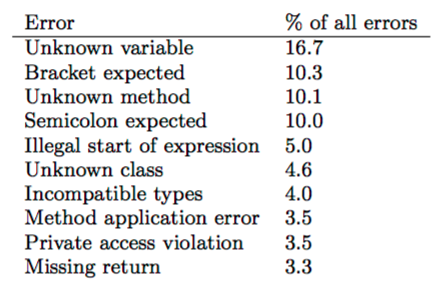 Error % of all errors
Unknown variable 16.7
Bracket expected 10.3
Unknown method 10.1
Semicolon expected 10.0
Illegal start of expression 5.0
Unknown class 4.6
Incompatible types 4.0
Method application error 3.5
Private access violation 3.5
Missing return 3.3